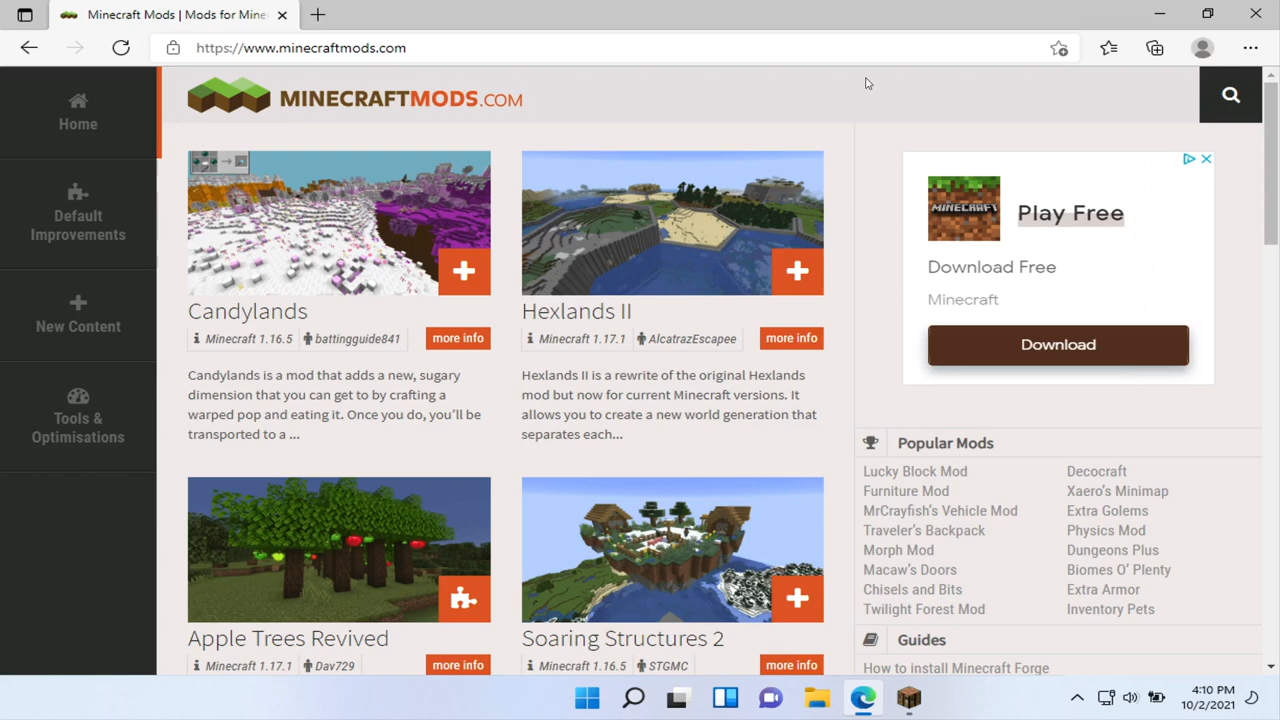 Minecraft Mods | Mods for Mine
https://www.minecraftmods.com
Home
Default
Improvements
New Content
Tools &
Optimisations
MINECRAFTMODS.COM
Candylands
Minecraft 1.16.5 battingguide841 more info
Candylands is a mod that adds a new, sugary
dimension that you can get to by crafting a
warped pop and eating it. Once you do, you'll be
transported to a ...
Hexlands II
Minecraft 1.17.1 AlcatrazEscapee more info
Hexlands II is a rewrite of the original Hexlands
mod but now for current Minecraft versions. It
allows you to create a new world generation that
separates each...
Apple Trees Revived
Minecraft 1.17.1 Dav729 more info
Soaring Structures 2
Minecraft 1.16.5 STGMC more info
MINECRAFT
Play Free
Download Free
Minecraft
Download
Popular Mods
Lucky Block Mod
Furniture Mod
MrCrayfish's Vehicle Mod
Traveler's Backpack
Morph Mod
Macaw's Doors
Chisels and Bits
Twilight Forest Mod
Decocraft
Xaero's Minimap
Extra Golems
Physics Mod
Dungeons Plus
Biomes O' Plenty
Extra Armor
Inventory Pets
Guides
How to install Minecraft Forge
4:10 PM
10/2/2021